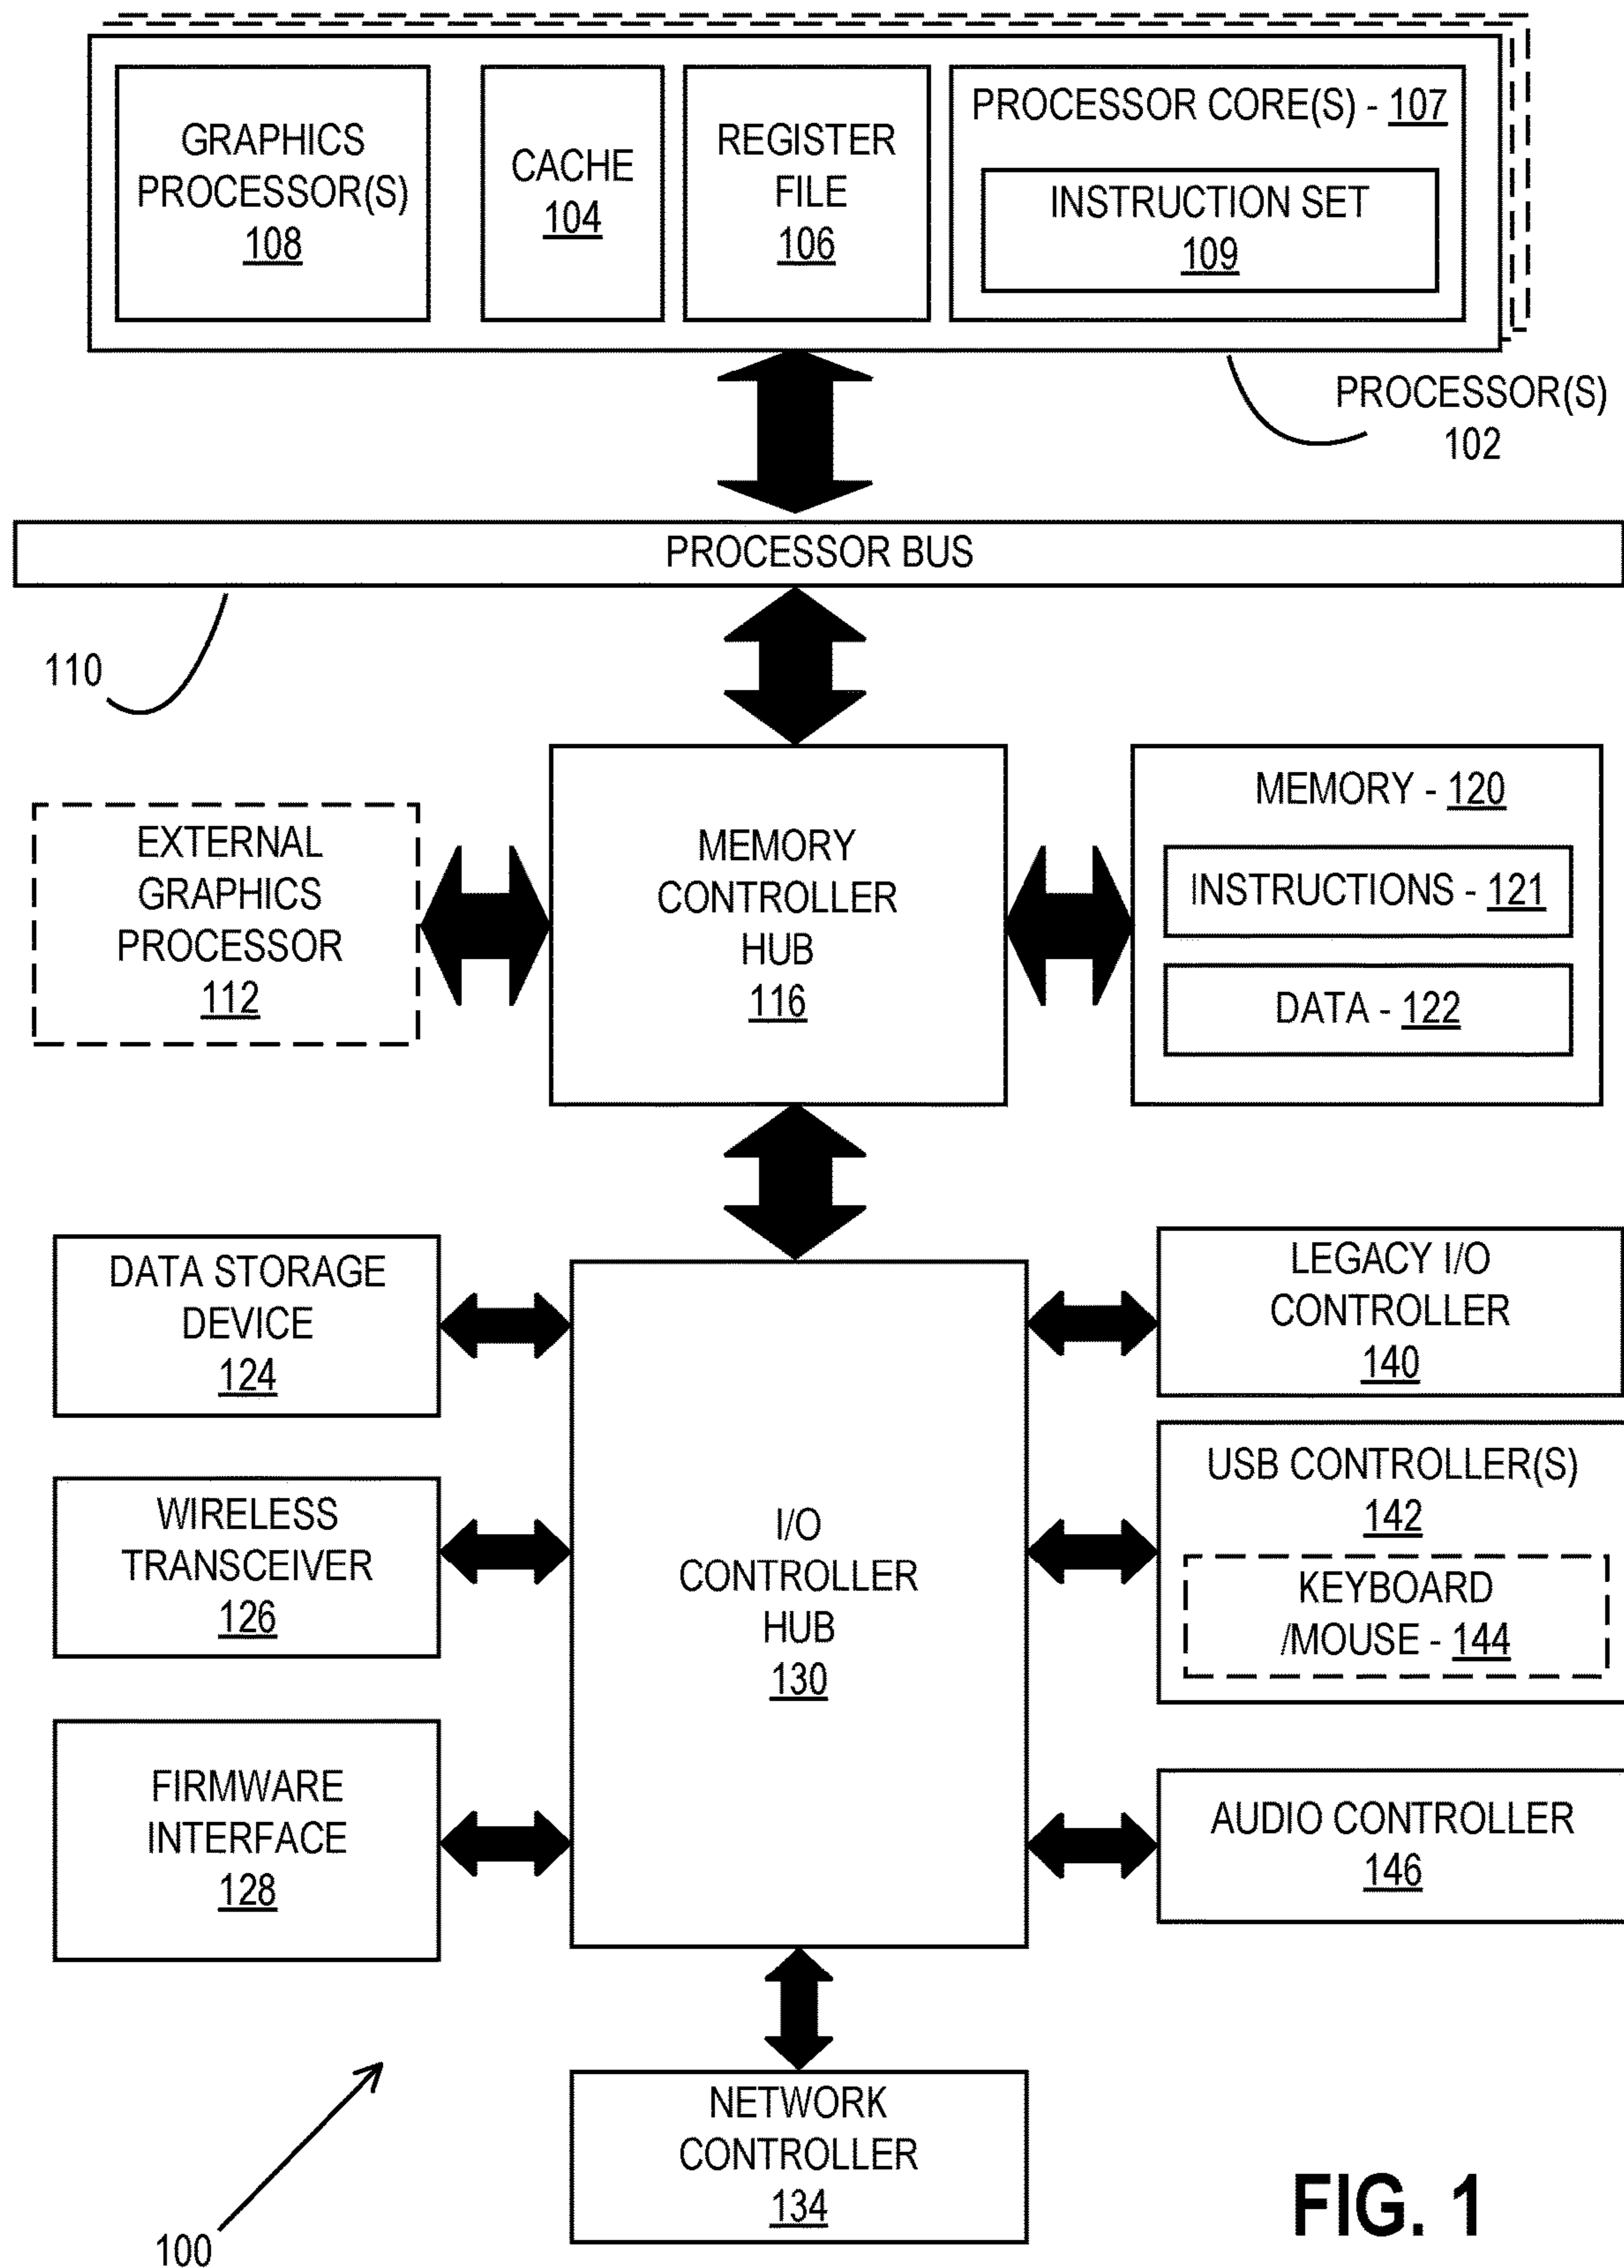 GRAPHICS
PROCESSOR(S)
108
CACHE
104
REGISTER
FILE
106
PROCESSOR CORE(S) - 107
INSTRUCTION SET
109
PROCESSOR(S)
102
PROCESSOR BUS
110
EXTERNAL
GRAPHICS
PROCESSOR
112
MEMORY
CONTROLLER
HUB
116
MEMORY - 120
INSTRUCTIONS - 121
DATA - 122
DATA STORAGE
DEVICE
124
WIRELESS
TRANSCEIVER
126
FIRMWARE
INTERFACE
128
I/O
CONTROLLER
HUB
130
LEGACY I/O
CONTROLLER
140
USB CONTROLLER(S)
142
KEYBOARD
/MOUSE - 144
AUDIO CONTROLLER
146
NETWORK
CONTROLLER
134
100
FIG. 1